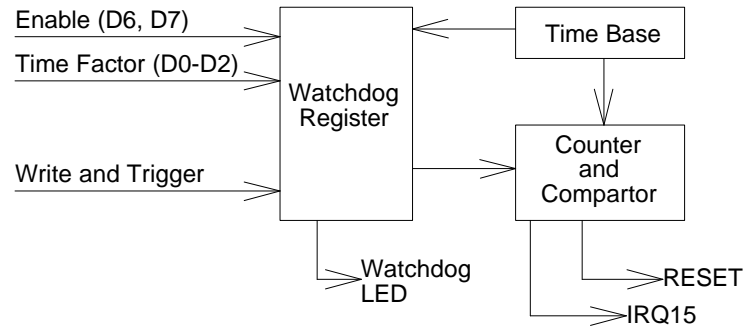 Enable (D6, D7)
Time Factor (D0-D2)
Write and Trigger
Watchdog
Register
Time Base
Counter
and
Compartor
Watchdog
LED
RESET
IRQ15